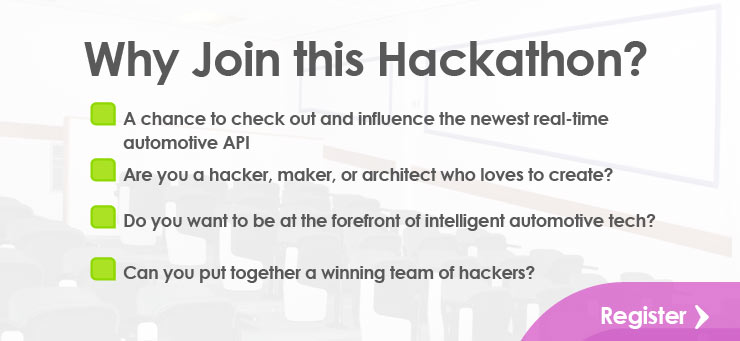 Why Join this Hackathon?
A chance to check out and influence the newest real-time
automotive API
Are you a hacker, maker, or architect who loves to create?
Do you want to be at the forefront of intelligent automotive tech?
Can you put together a winning team of hackers?
Register